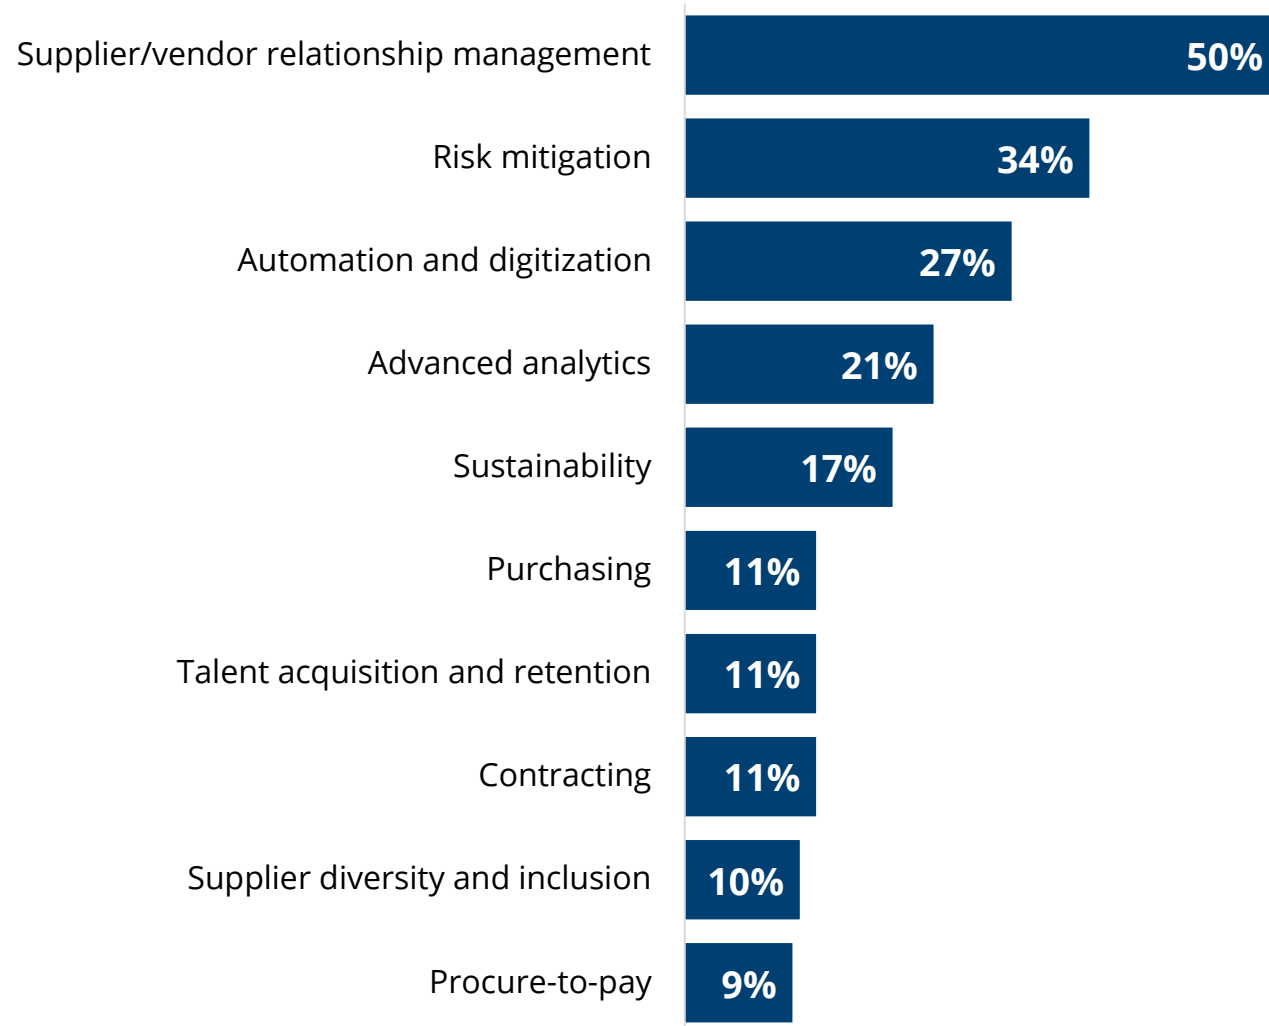 Supplier/vendor relationship management 50%
Risk mitigation 34%
Automation and digitization 27%
Advanced analytics 21%
Sustainability 17%
Purchasing 11%
Talent acquisition and retention 11%
Contracting 11%
Supplier diversity and inclusion 10%
Procure-to-pay 9%